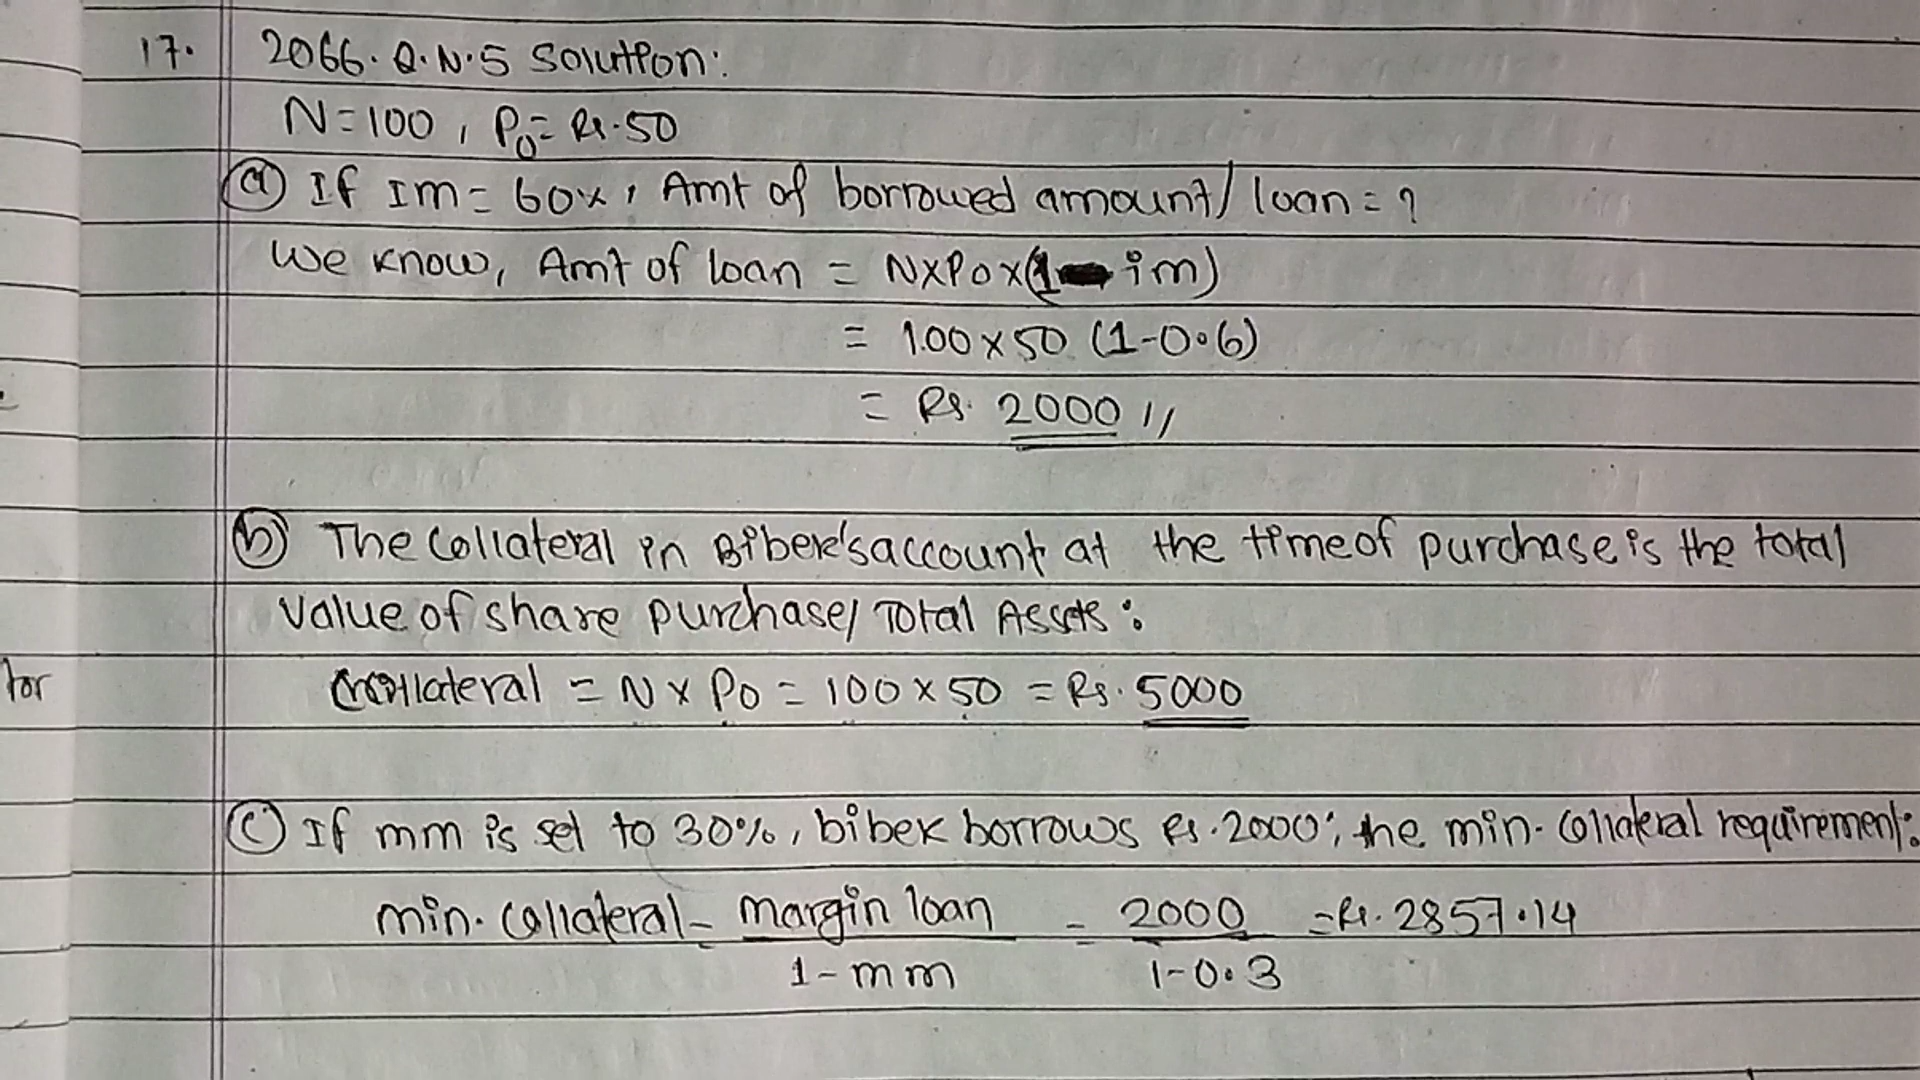 17. 2066. Q.N.5 Solution:
N=100, P0= Rs.50
(a) If Im= 60%, Amt of borrowed amount/ loan = ?
We know, Amt of loan = N×P0×(1- im)
= 100×50 (1-0.6)
= Rs. 2000 //
(b) The Collateral in Bibek's account at the time of purchase is the total
value of share purchase/ Total Assets:
Collateral = N × P0 = 100×50 = Rs. 5000
tor
(c) If mm is set to 30%, bibek borrows Rs. 2000; the min. Collateral requirement:
min. Collateral = margin loan / 1-mm = 2000 / 1-0.3 = Rs. 2857.14